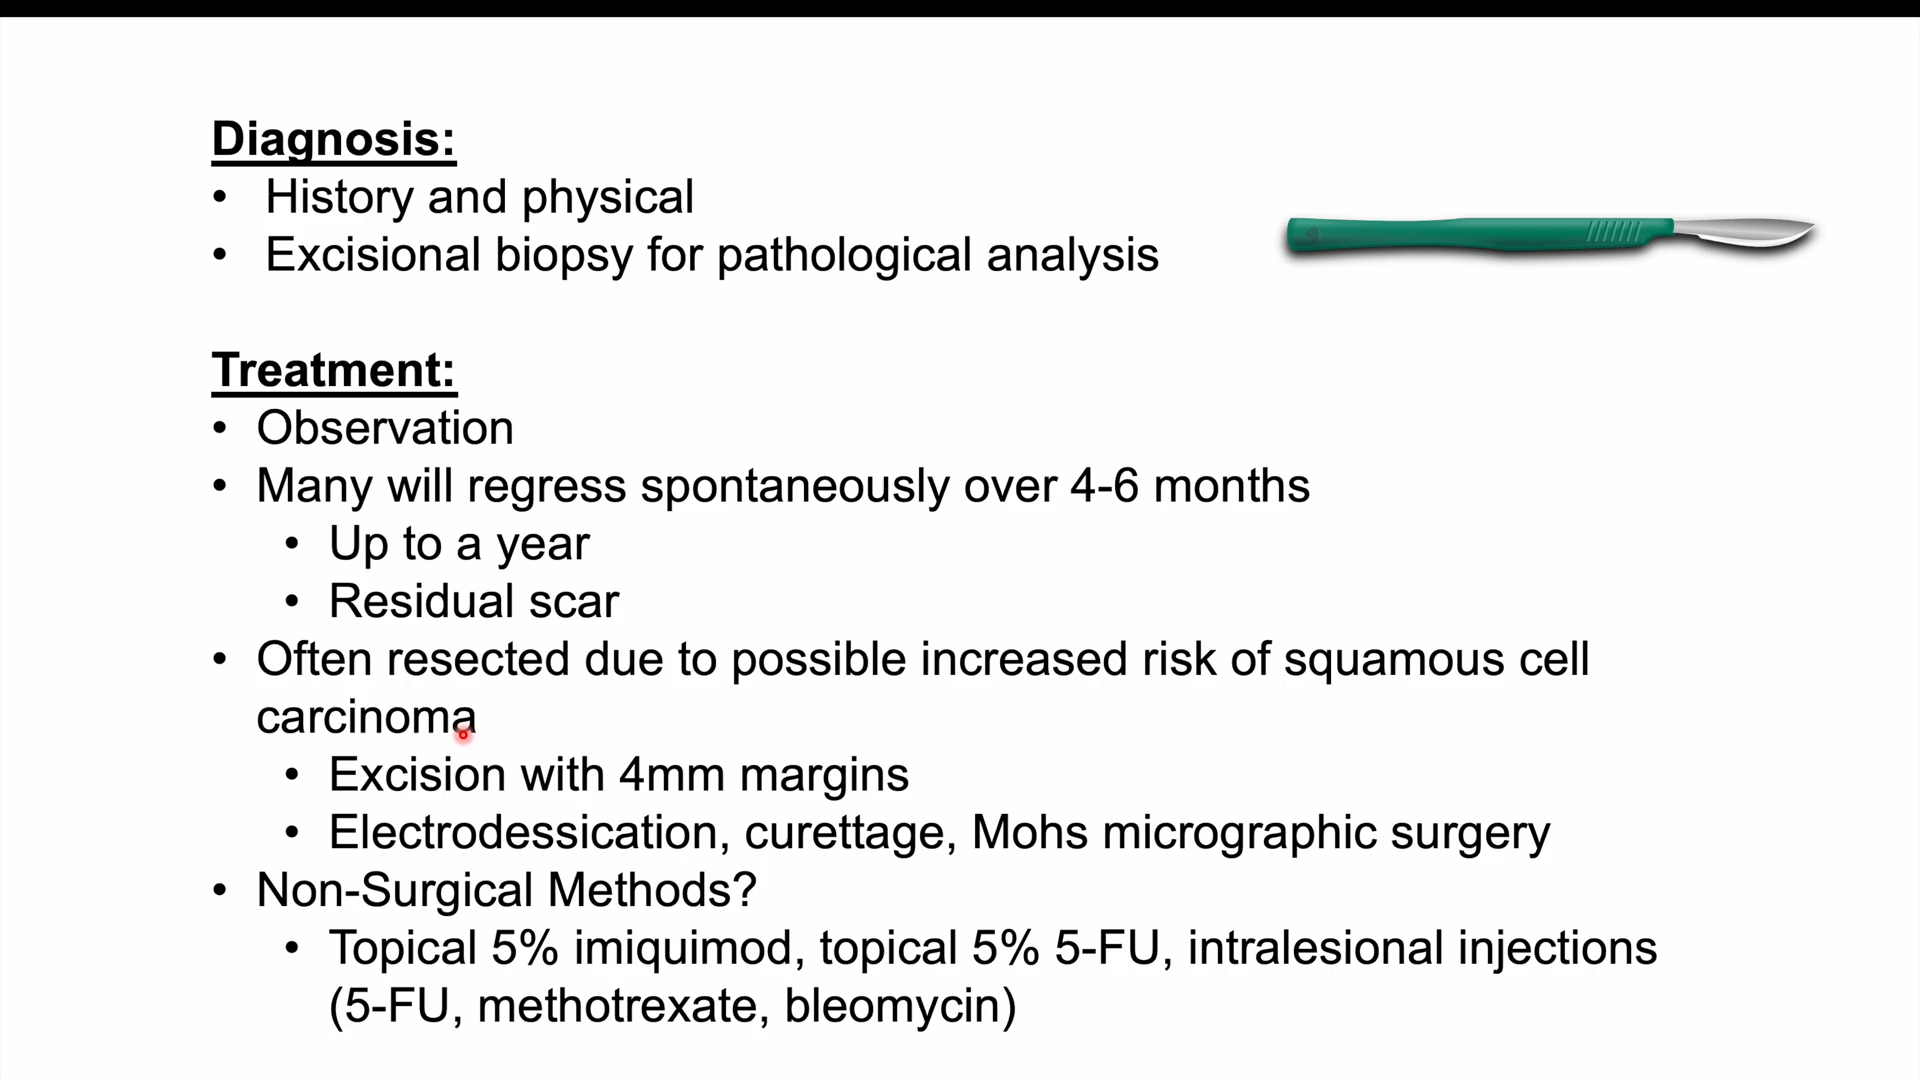 Diagnosis:
• History and physical
• Excisional biopsy for pathological analysis
Treatment:
• Observation
• Many will regress spontaneously over 4-6 months
• Up to a year
• Residual scar
• Often resected due to possible increased risk of squamous cell
carcinoma
• Excision with 4mm margins
• Electrodessication, curettage, Mohs micrographic surgery
• Non-Surgical Methods?
• Topical 5% imiquimod, topical 5% 5-FU, intralesional injections
(5-FU, methotrexate, bleomycin)